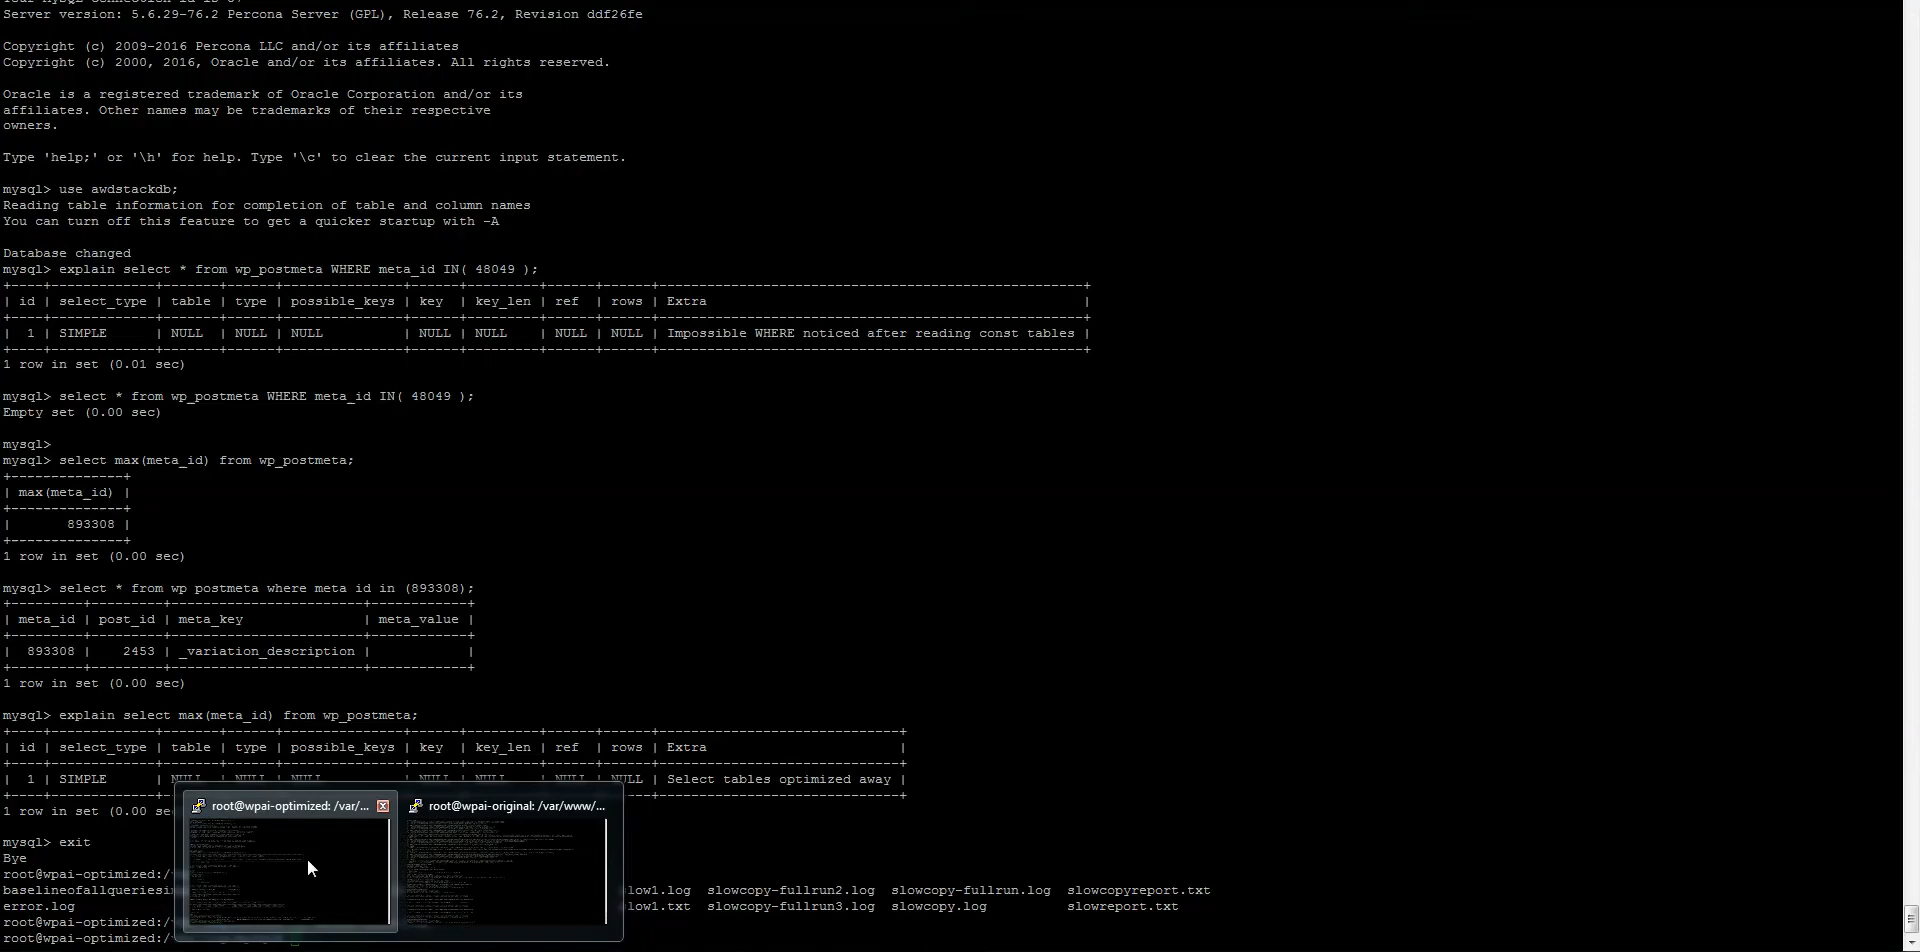 Server version: 5.6.29-76.2 Percona Server (GPL), Release 76.2, Revision ddf26fe
Copyright (c) 2009-2016 Percona LLC and/or its affiliates
Copyright (c) 2000, 2016, Oracle and/or its affiliates. All rights reserved.
Oracle is a registered trademark of Oracle Corporation and/or its
affiliates. Other names may be trademarks of their respective
owners.
Type 'help;' or '\h' for help. Type '\c' to clear the current input statement.
mysql> use awdstackdb;
Reading table information for completion of table and column names
You can turn off this feature to get a quicker startup with -A
Database changed
mysql> explain select * from wp_postmeta WHERE meta_id IN( 48049 );
+----+-------------+-------+------+---------------+------+---------+------+------+-----------------------------------------------------+
| id | select_type | table | type | possible_keys | key | key_len | ref | rows | Extra |
+----+-------------+-------+------+---------------+------+---------+------+------+-----------------------------------------------------+
| 1 | SIMPLE | NULL | NULL | NULL | NULL | NULL | NULL | NULL | Impossible WHERE noticed after reading const tables |
+----+-------------+-------+------+---------------+------+---------+------+------+-----------------------------------------------------+
1 row in set (0.01 sec)
mysql> select * from wp_postmeta WHERE meta_id IN( 48049 );
Empty set (0.00 sec)
mysql>
mysql> select max(meta_id) from wp_postmeta;
+--------------+
| max(meta_id) |
+--------------+
| 893308 |
+--------------+
1 row in set (0.00 sec)
mysql> select * from wp_postmeta where meta_id in (893308);
+---------+---------+------------------------+------------+
| meta_id | post_id | meta_key | meta_value |
+---------+---------+------------------------+------------+
| 893308 | 2453 | _variation_description | |
+---------+---------+------------------------+------------+
1 row in set (0.00 sec)
mysql> explain select max(meta_id) from wp_postmeta;
+----+-------------+-------+------+---------------+------+---------+------+------+------------------------------+
| id | select_type | table | type | possible_keys | key | key_len | ref | rows | Extra |
+----+-------------+-------+------+---------------+------+---------+------+------+------------------------------+
| 1 | SIMPLE | NULL | NULL | NULL | NULL | NULL | NULL | NULL | Select tables optimized away |
1 row in set (0.00 se
root@wpai-optimized: /var/... root@wpai-original: /var/www/...
mysql> exit
Bye
root@wpai-optimized:/
baselineofallqueriesi low1.log slowcopy-fullrun2.log slowcopy-fullrun.log slowcopyreport.txt
error.log low1.txt slowcopy-fullrun3.log slowcopy.log slowreport.txt
root@wpai-optimized:/
root@wpai-optimized:/